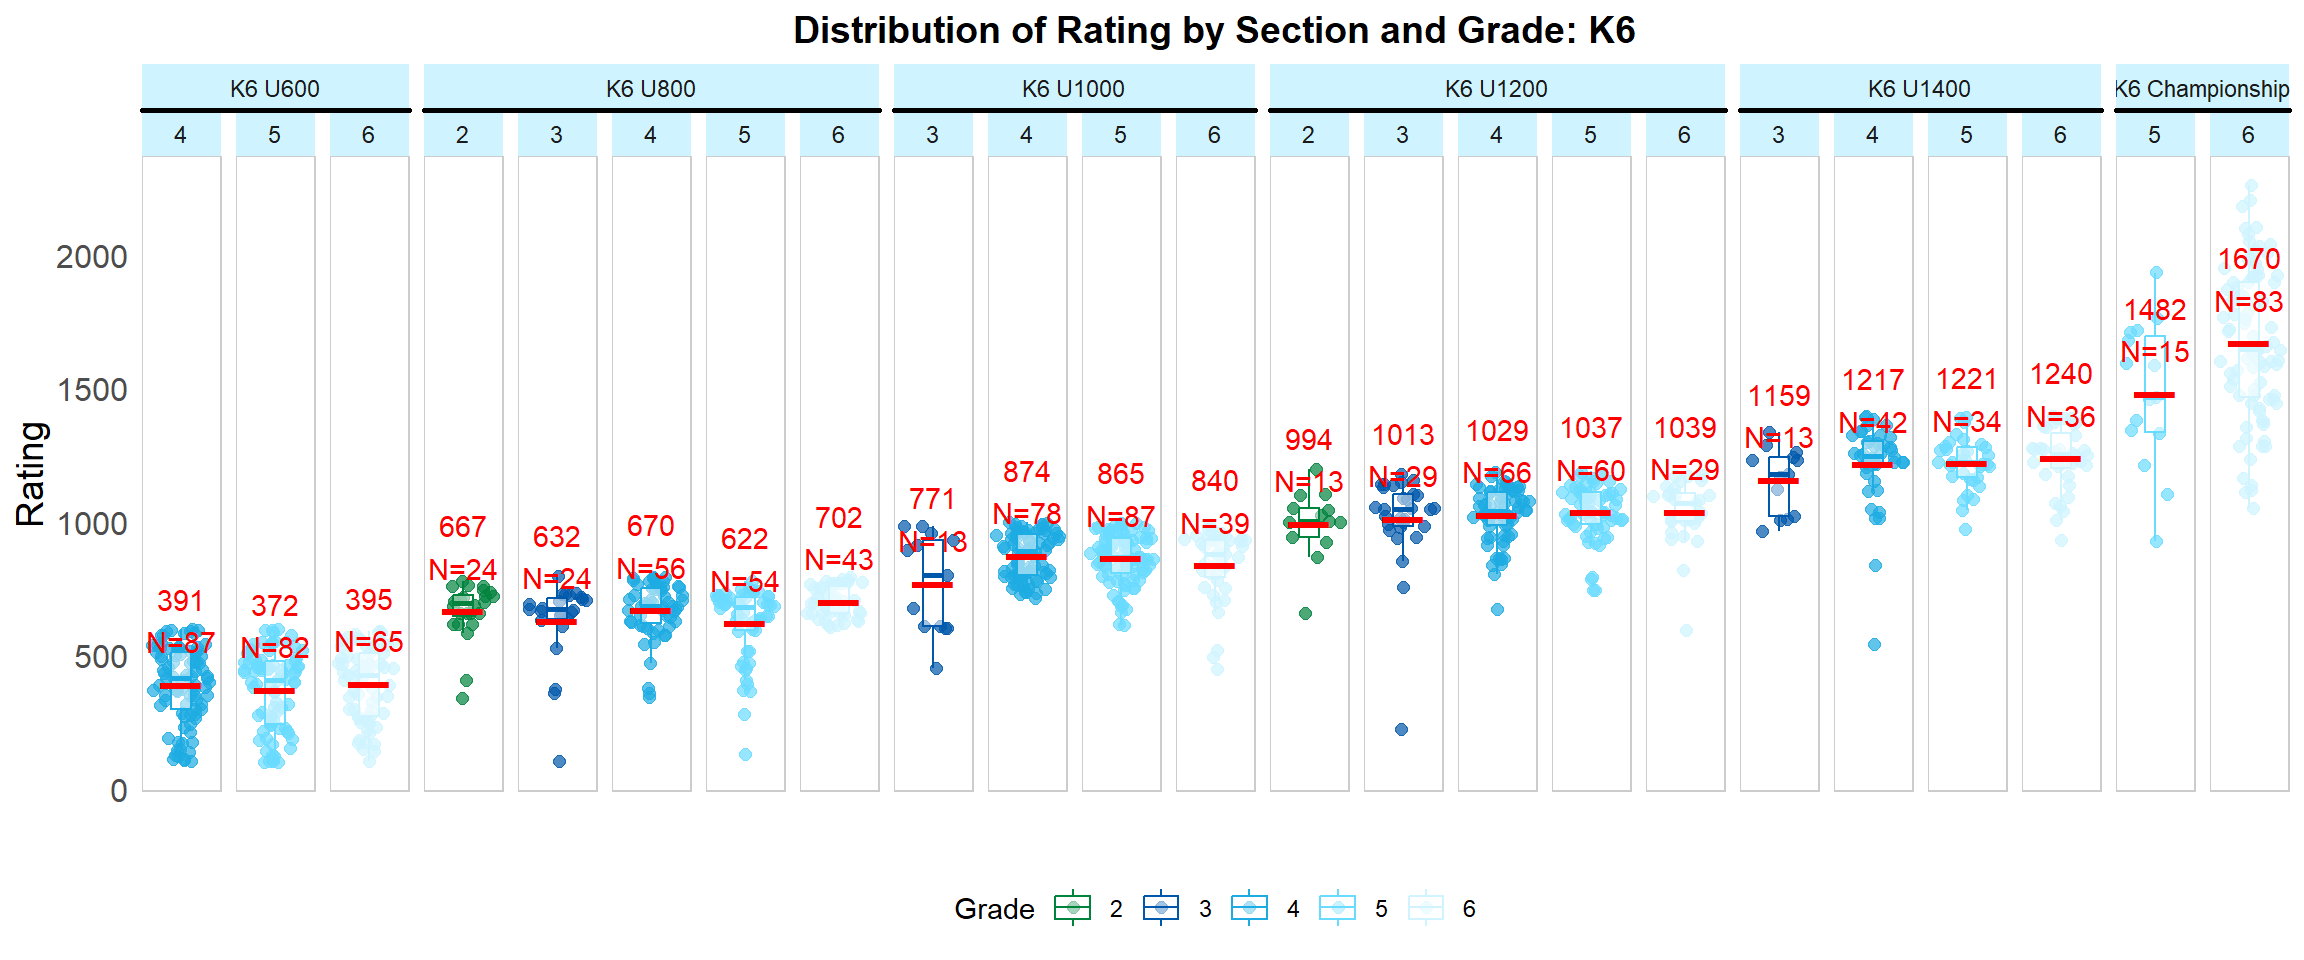 Distribution of Rating by Section and Grade: K6
K6 U600 K6 U800 K6 U1000 K6 U1200 K6 U1400 K6 Championship
4 5 6 2 3 4 5 6 3 4 5 6 2 3 4 5 6 3 4 5 6 5 6
Rating
2000
1500
1000
500
0
391
N=87
372
N=82
395
N=65
667
N=24
632
N=24
670
N=56
622
N=54
702
N=43
771
N=13
874
N=78
865
N=87
840
N=39
994
N=13
1013
N=29
1029
N=66
1037
N=60
1039
N=29
1159
N=13
1217
N=42
1221
N=34
1240
N=36
1482
N=15
1670
N=83
Grade 2 3 4 5 6